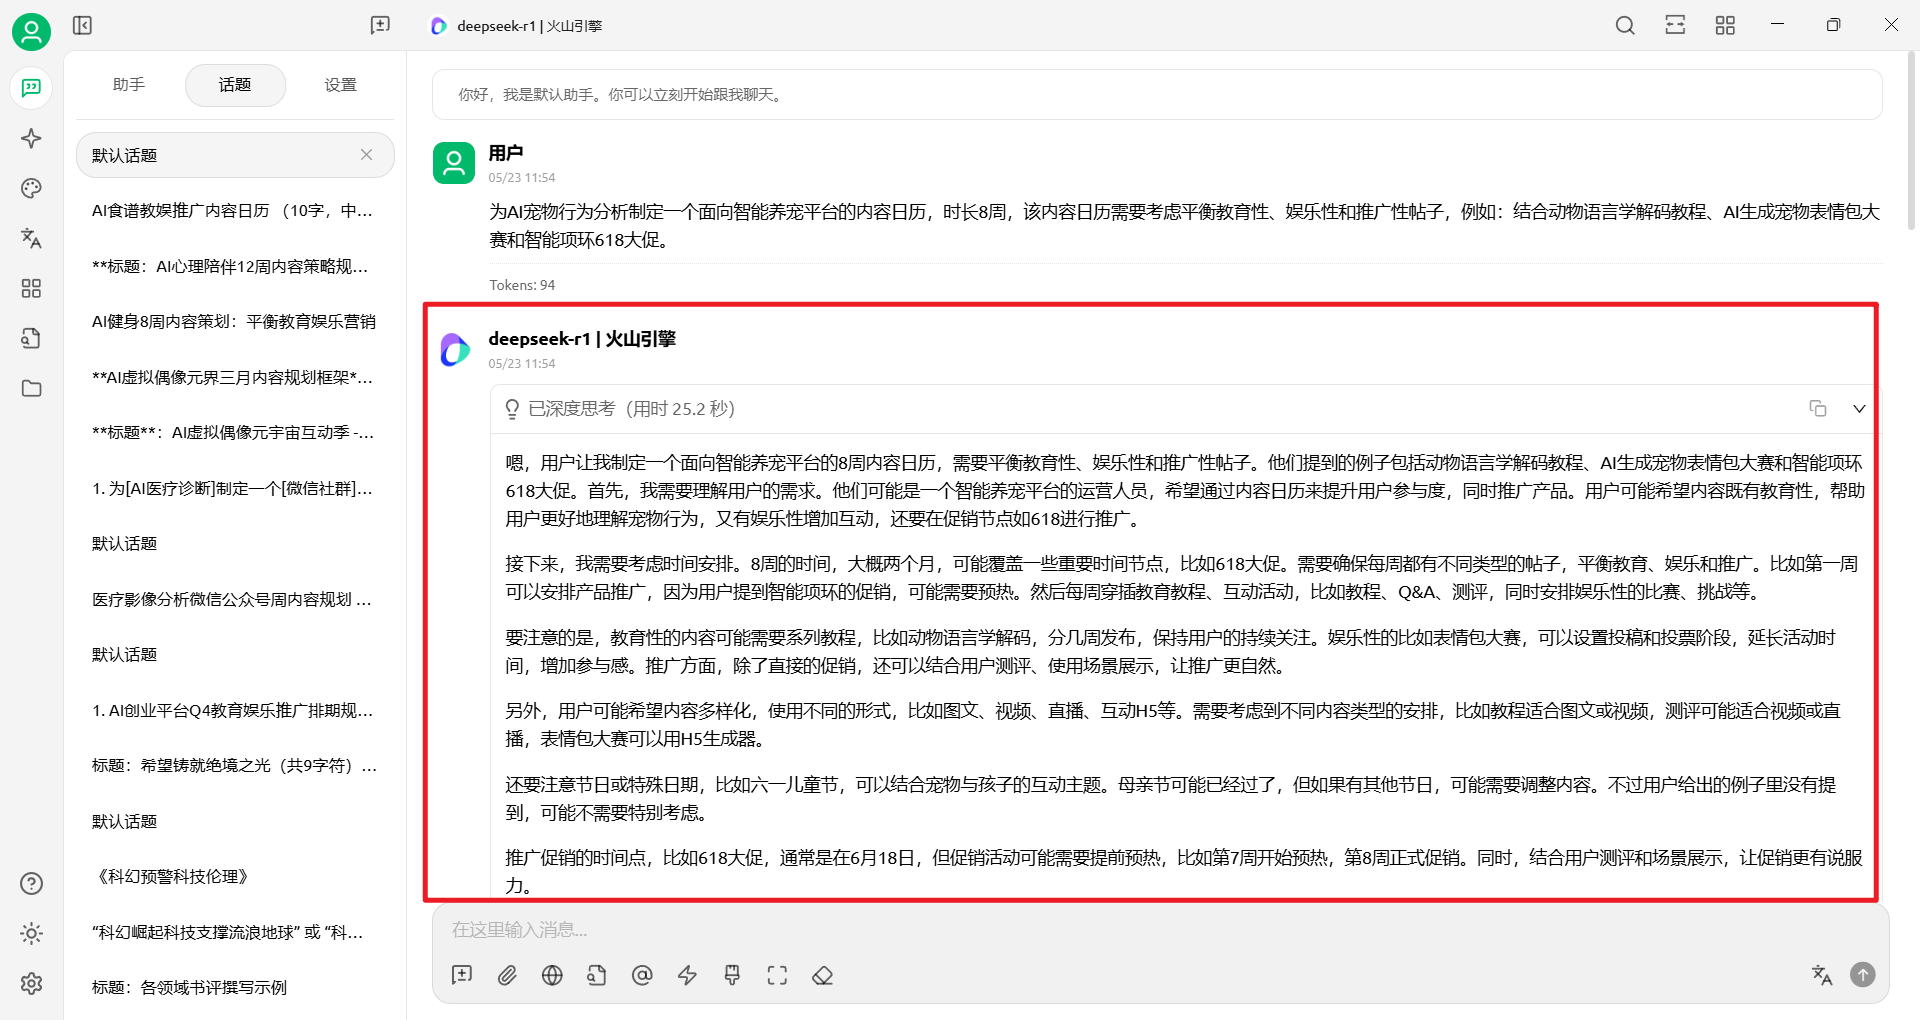 deepseek-r1 | 火山引擎
助手
话题
设置
默认话题
AI食谱教娱推广内容日历 （10字，中...
**标题：AI心理陪伴12周内容策略规...
AI健身8周内容策划：平衡教育娱乐营销
**AI虚拟偶像元界三月内容规划框架*...
**标题**：AI虚拟偶像元宇宙互动季 -...
1. 为[AI医疗诊断]制定一个[微信社群]...
默认话题
医疗影像分析微信公众号周内容规划 ...
默认话题
1. AI创业平台Q4教育娱乐推广排期规...
标题：希望铸就绝境之光（共9字符）...
默认话题
《科幻预警科技伦理》
“科幻崛起科技支撑流浪地球” 或 “科...
标题：各领域书评撰写示例
你好，我是默认助手。你可以立刻开始跟我聊天。
用户
05/23 11:54
为AI宠物行为分析制定一个面向智能养宠平台的内容日历，时长8周，该内容日历需要考虑平衡教育性、娱乐性和推广性帖子，例如：结合动物语言学解码教程、AI生成宠物表情包大
赛和智能项环618大促。
Tokens: 94
deepseek-r1 | 火山引擎
05/23 11:54
已深度思考（用时 25.2 秒）
嗯，用户让我制定一个面向智能养宠平台的8周内容日历，需要平衡教育性、娱乐性和推广性帖子。他们提到的例子包括动物语言学解码教程、AI生成宠物表情包大赛和智能项环
618大促。首先，我需要理解用户的需求。他们可能是一个智能养宠平台的运营人员，希望通过内容日历来提升用户参与度，同时推广产品。用户可能希望内容既有教育性，帮助
用户更好地理解宠物行为，又有娱乐性增加互动，还要在促销节点如618进行推广。
接下来，我需要考虑时间安排。8周的时间，大概两个月，可能覆盖一些重要时间节点，比如618大促。需要确保每周都有不同类型的帖子，平衡教育、娱乐和推广。比如第一周
可以安排产品推广，因为用户提到智能项环的促销，可能需要预热。然后每周穿插教育教程、互动活动，比如教程、Q&A、测评，同时安排娱乐性的比赛、挑战等。
要注意的是，教育性的内容可能需要系列教程，比如动物语言学解码，分几周发布，保持用户的持续关注。娱乐性的比如表情包大赛，可以设置投稿和投票阶段，延长活动时
间，增加参与感。推广方面，除了直接的促销，还可以结合用户测评、使用场景展示，让推广更自然。
另外，用户可能希望内容多样化，使用不同的形式，比如图文、视频、直播、互动H5等。需要考虑到不同内容类型的安排，比如教程适合图文或视频，测评可能适合视频或直
播，表情包大赛可以用H5生成器。
还要注意节日或特殊日期，比如六一儿童节，可以结合宠物与孩子的互动主题。母亲节可能已经过了，但如果有其他节日，可能需要调整内容。不过用户给出的例子里没有提
到，可能不需要特别考虑。
推广促销的时间点，比如618大促，通常是在6月18日，但促销活动可能需要提前预热，比如第7周开始预热，第8周正式促销。同时，结合用户测评和场景展示，让促销更有说服
力。
在这里输入消息...